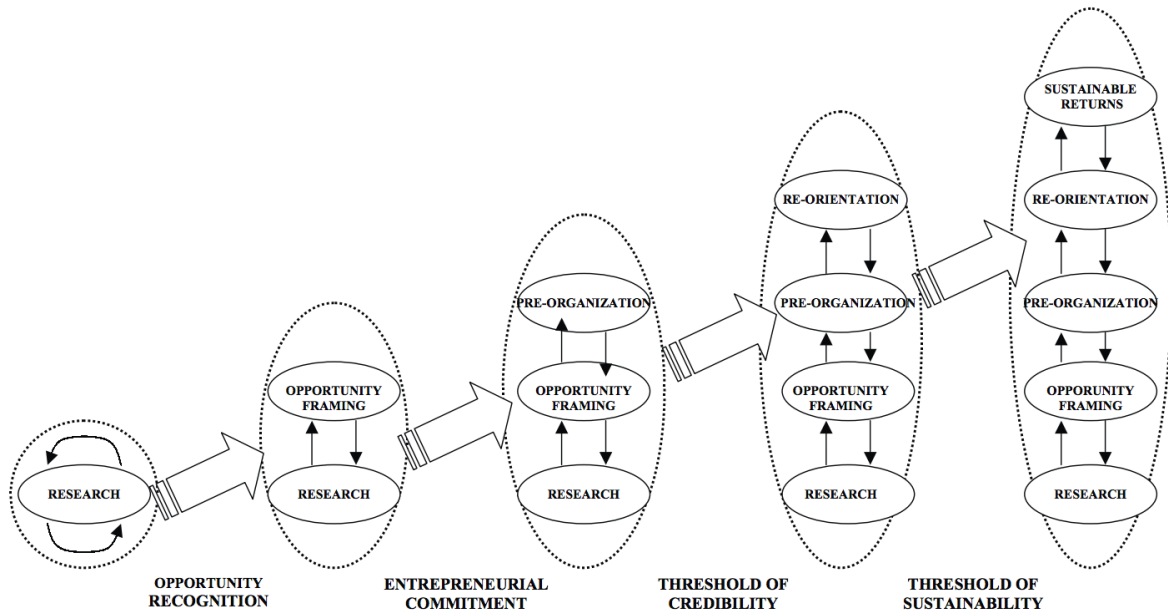 RESEARCH
OPPORTUNITY
FRAMING
RESEARCH
PRE-ORGANIZATION
OPPORTUNITY
FRAMING
RESEARCH
RE-ORIENTATION
PRE-ORGANIZATION
OPPORTUNITY
FRAMING
RESEARCH
SUSTAINABLE
RETURNS
RE-ORIENTATION
PRE-ORGANIZATION
OPPORUNITY
FRAMING
RESEARCH
OPPORTUNITY
RECOGNITION
ENTREPRENEURIAL
COMMITMENT
THRESHOLD OF
CREDIBILITY
THRESHOLD OF
SUSTAINABILITY